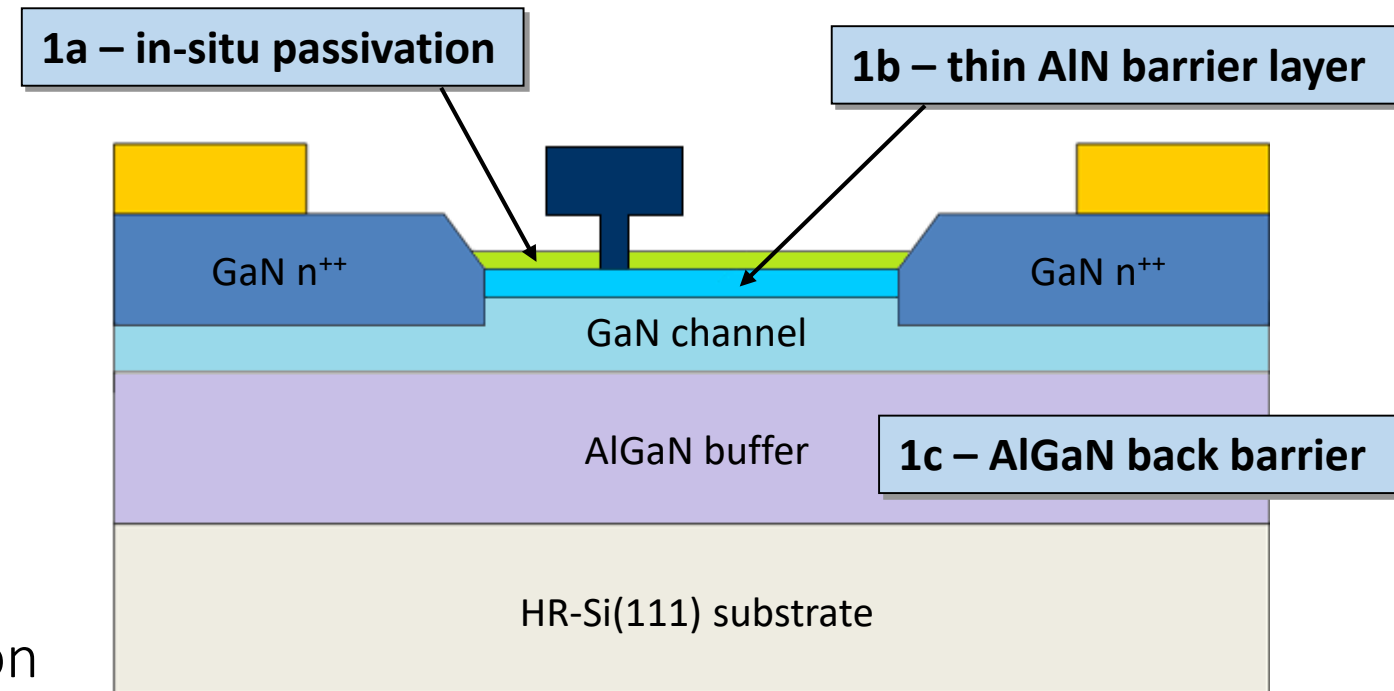 1a – in-situ passivation
1b – thin AlN barrier layer
GaN n++
GaN n++
GaN channel
AlGaN buffer
1c – AlGaN back barrier
HR-Si(111) substrate
on